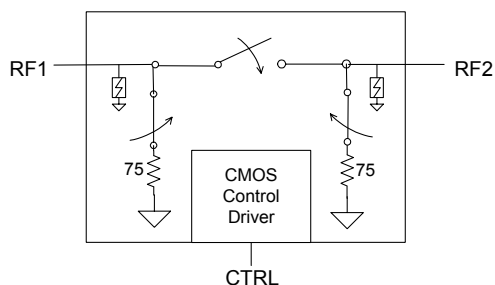 RF1
RF2
75
75
CMOS
Control
Driver
CTRL